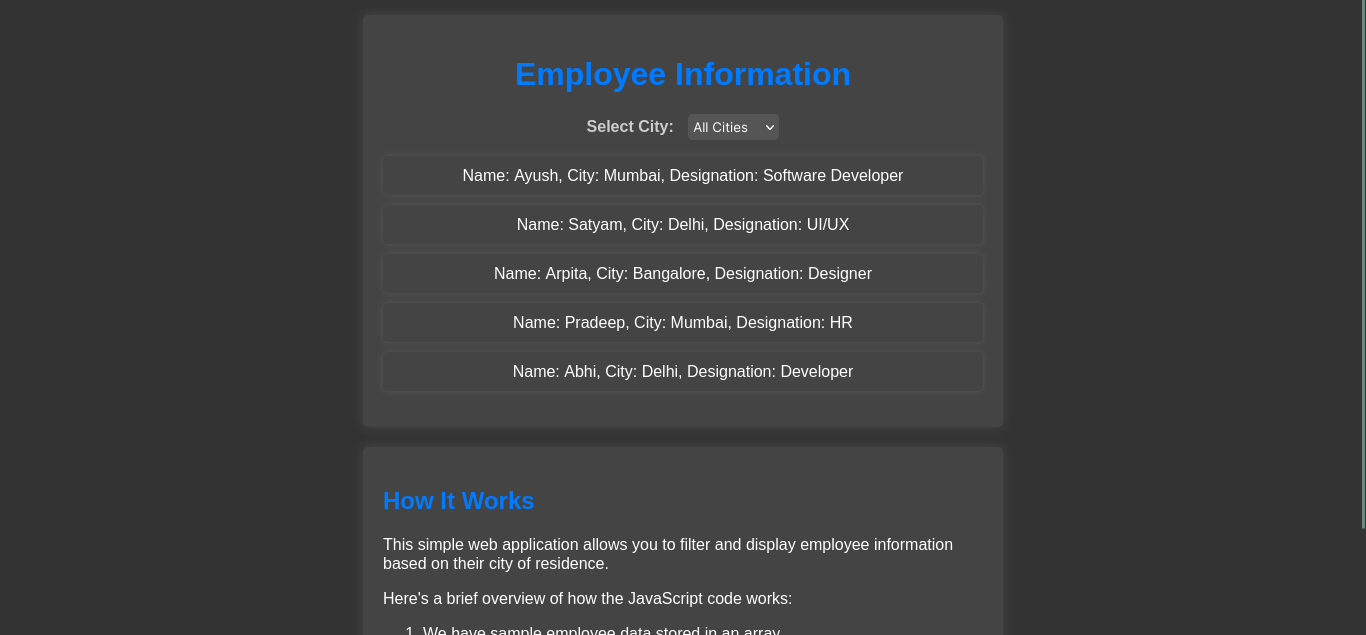 Employee Information
Select City: All Cities
Name: Ayush, City: Mumbai, Designation: Software Developer
Name: Satyam, City: Delhi, Designation: UI/UX
Name: Arpita, City: Bangalore, Designation: Designer
Name: Pradeep, City: Mumbai, Designation: HR
Name: Abhi, City: Delhi, Designation: Developer
How It Works
This simple web application allows you to filter and display employee information
based on their city of residence.
Here's a brief overview of how the JavaScript code works:
1. We have sample employee data stored in an array.